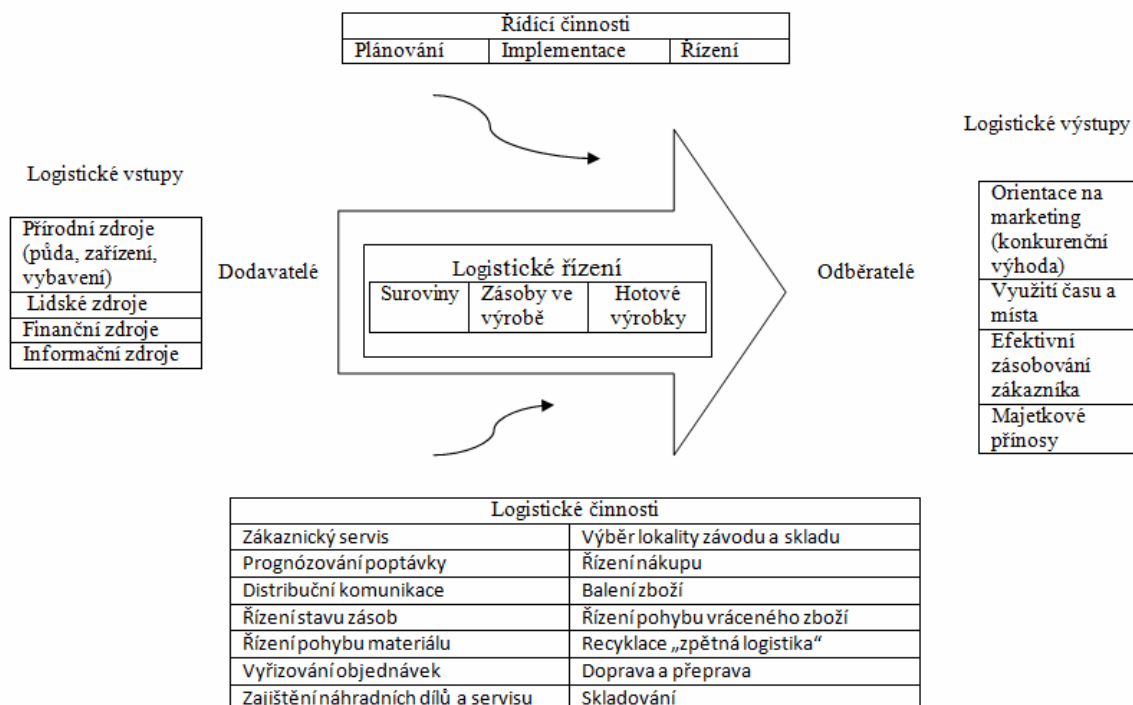 Řídící činnosti
Plánování Implementace Řízení
Logistické výstupy
Logistické vstupy
Přírodní zdroje
(půda, zařízení,
vybavení)
Lidské zdroje
Finanční zdroje
Informační zdroje
Dodavatelé
Logistické řízení
Suroviny Zásoby ve Hotové
výrobě výrobky
Odběratelé
Orientace na
marketing
(konkurenční
výhoda)
Využití času a
místa
Efektivní
zásobování
zákazníka
Majetkové
přínosy
Logistické činnosti
Zákaznický servis Výběr lokality závodu a skladu
Prognózování poptávky Řízení nákupu
Distribuční komunikace Balení zboží
Řízení stavu zásob Řízení pohybu vráceného zboží
Řízení pohybu materiálu Recyklace „zpětná logistika“
Vyřizování objednávek Doprava a přeprava
Zajištění náhradních dílů a servisu Skladování